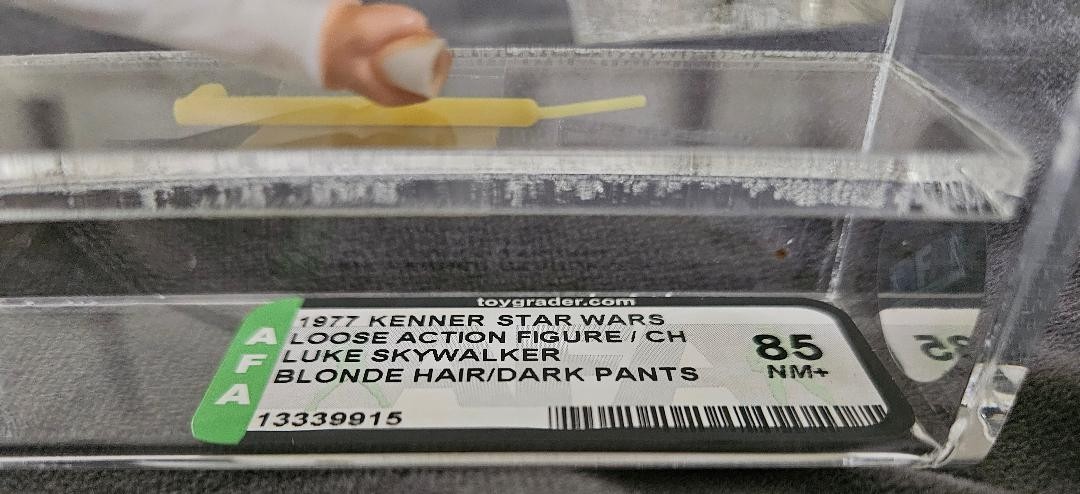 toygrader.com
AFA
1977 KENNER STAR WARS
LOOSE ACTION FIGURE / CH
LUKE SKYWALKER
BLONDE HAIR/DARK PANTS
85
NM+
13339915